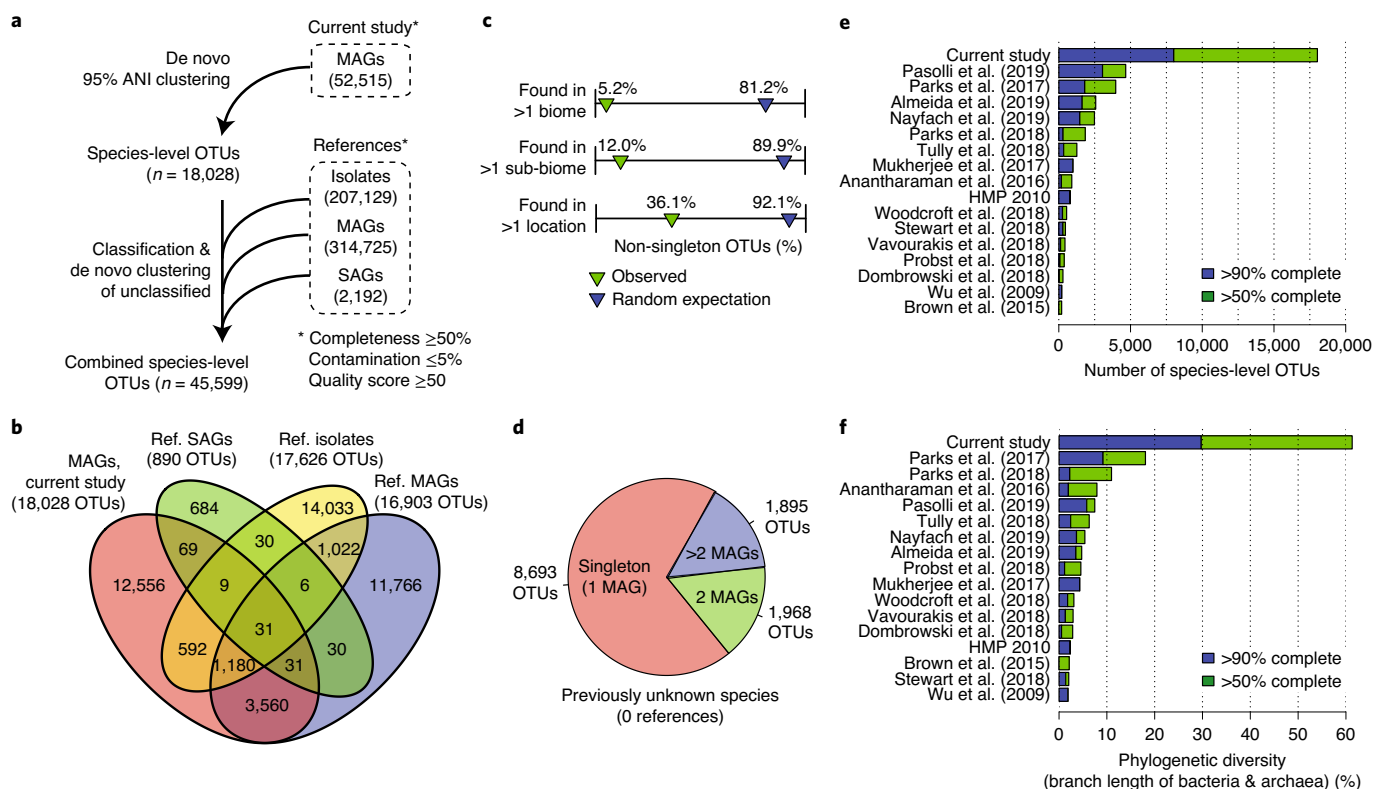 a
Current study*
MAGs
(52,515)
De novo
95% ANI clustering
Species-level OTUs
(n = 18,028)
References*
Isolates
(207,129)
MAGs
(314,725)
SAGs
(2,192)
Classification &
de novo clustering
of unclassified
Combined species-level
OTUs (n = 45,599)
* Completeness ≥50%
Contamination ≤5%
Quality score ≥50
b
MAGs,
current study
(18,028 OTUs)
Ref. SAGs
(890 OTUs)
Ref. isolates
(17,626 OTUs)
Ref. MAGs
(16,903 OTUs)
684
14,033
69
30
1,022
12,556
9
6
11,766
31
592
30
1,180
31
3,560
c
Found in
>1 biome
5.2%
81.2%
Found in
>1 sub-biome
12.0%
89.9%
Found in
>1 location
36.1%
92.1%
Non-singleton OTUs (%)
Observed
Random expectation
d
8,693
OTUs
Singleton
(1 MAG)
>2 MAGs
1,895
OTUs
2 MAGs
1,968
OTUs
Previously unknown species
(0 references)
e
Current study
Pasolli et al. (2019)
Parks et al. (2017)
Almeida et al. (2019)
Nayfach et al. (2019)
Parks et al. (2018)
Tully et al. (2018)
Mukherjee et al. (2017)
Anantharaman et al. (2016)
HMP 2010
Woodcroft et al. (2018)
Stewart et al. (2018)
Vavourakis et al. (2018)
Probst et al. (2018)
Dombrowski et al. (2018)
Wu et al. (2009)
Brown et al. (2015)
>90% complete
>50% complete
0 5,000 10,000 15,000 20,000
Number of species-level OTUs
f
Current study
Parks et al. (2017)
Parks et al. (2018)
Anantharaman et al. (2016)
Pasolli et al. (2019)
Tully et al. (2018)
Nayfach et al. (2019)
Almeida et al. (2019)
Probst et al. (2018)
Mukherjee et al. (2017)
Woodcroft et al. (2018)
Vavourakis et al. (2018)
Dombrowski et al. (2018)
HMP 2010
Brown et al. (2015)
Stewart et al. (2018)
Wu et al. (2009)
>90% complete
>50% complete
0 10 20 30 40 50 60
Phylogenetic diversity
(branch length of bacteria & archaea) (%)